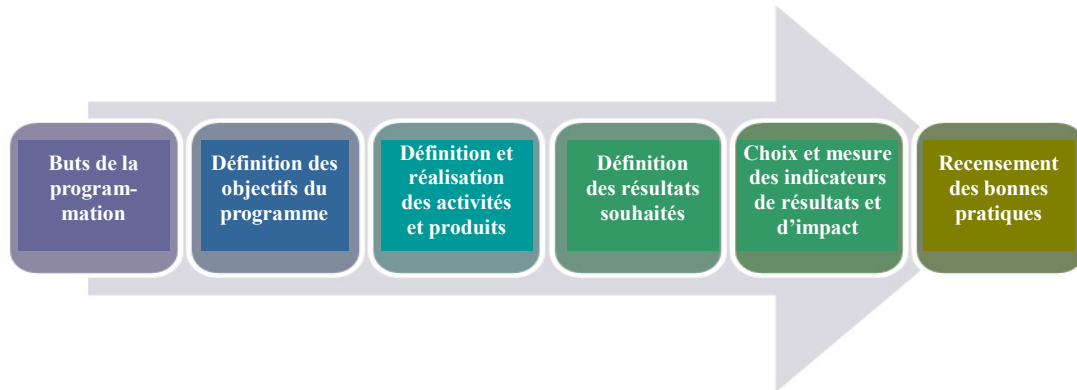 Buts de la
program-
mation
Définition des
objectifs du
programme
Définition et
réalisation
des activités
et produits
Définition
des résultats
souhaités
Choix et mesure
des indicateurs
de résultats et
d’impact
Recensement
des bonnes
pratiques